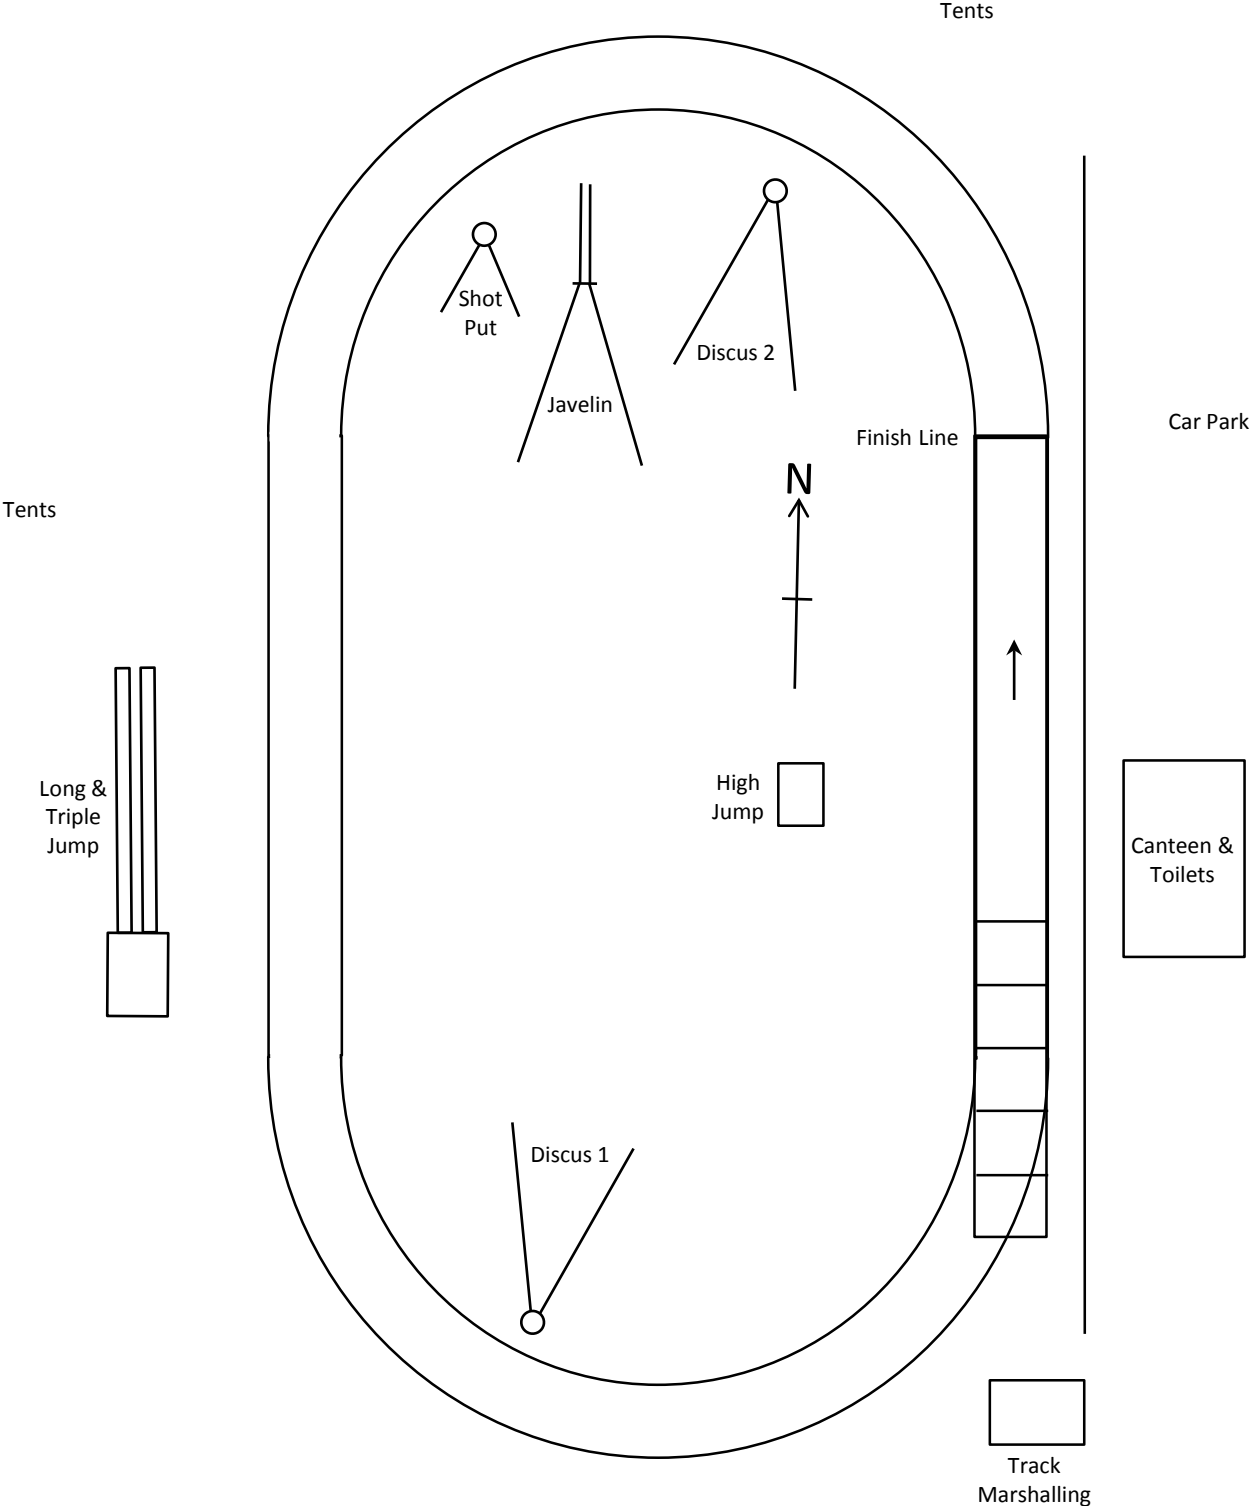 Tents
Shot
Put
Discus 2
Javelin
Car Park
Finish Line
N
Tents
High
Jump
Long &
Triple
Jump
Canteen &
Toilets
Discus 1
Track
Marshalling